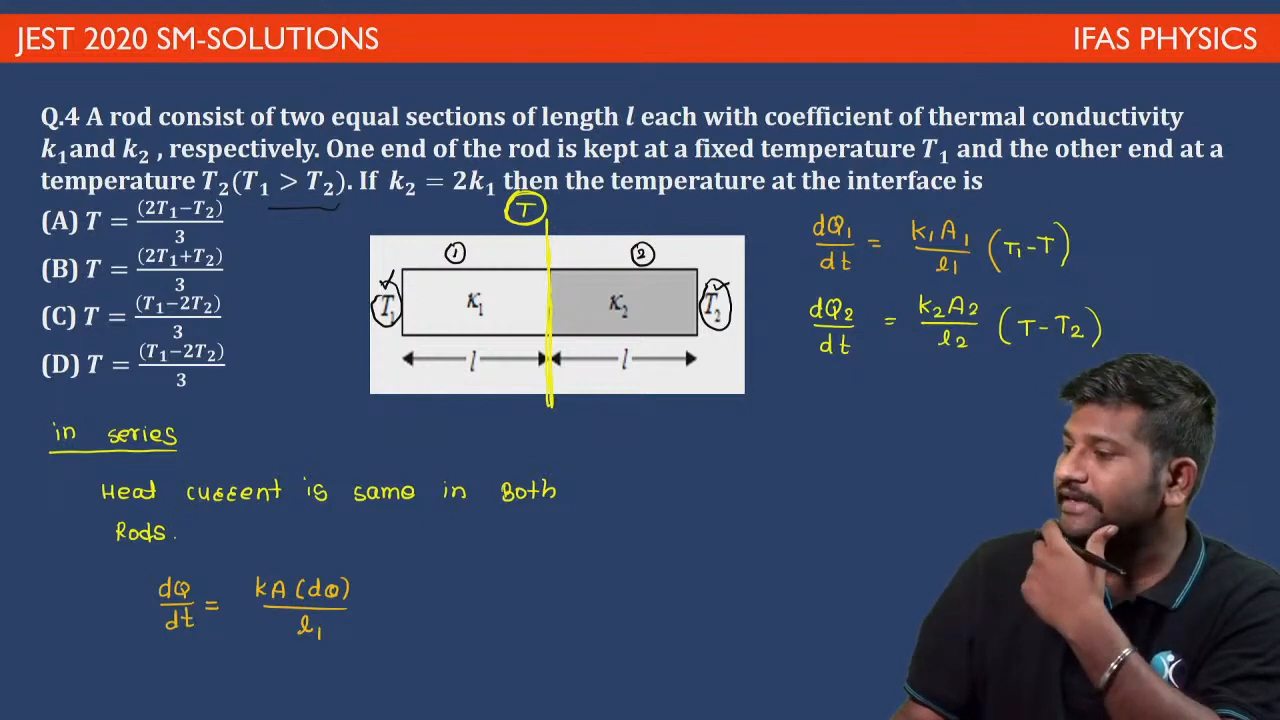 JEST 2020 SM-SOLUTIONS
IFAS PHYSICS
Q.4 A rod consist of two equal sections of length l each with coefficient of thermal conductivity
k₁and k₂ , respectively. One end of the rod is kept at a fixed temperature T₁ and the other end at a
temperature T₂(T₁ > T₂). If k₂ = 2k₁ then the temperature at the interface is
(A) T = (2T₁−T₂)/3
(B) T = (2T₁+T₂)/3
(C) T = (T₁−2T₂)/3
(D) T = (T₁−2T₂)/3
T
1 2
T₁ K₁ K₂ T₂
l l
dQ₁/dt = k₁A₁/l₁ (T₁-T)
dQ₂/dt = k₂A₂/l₂ (T-T₂)
in series
Heat current is same in Both
Rods.
dQ/dt = kA(dθ)/l₁